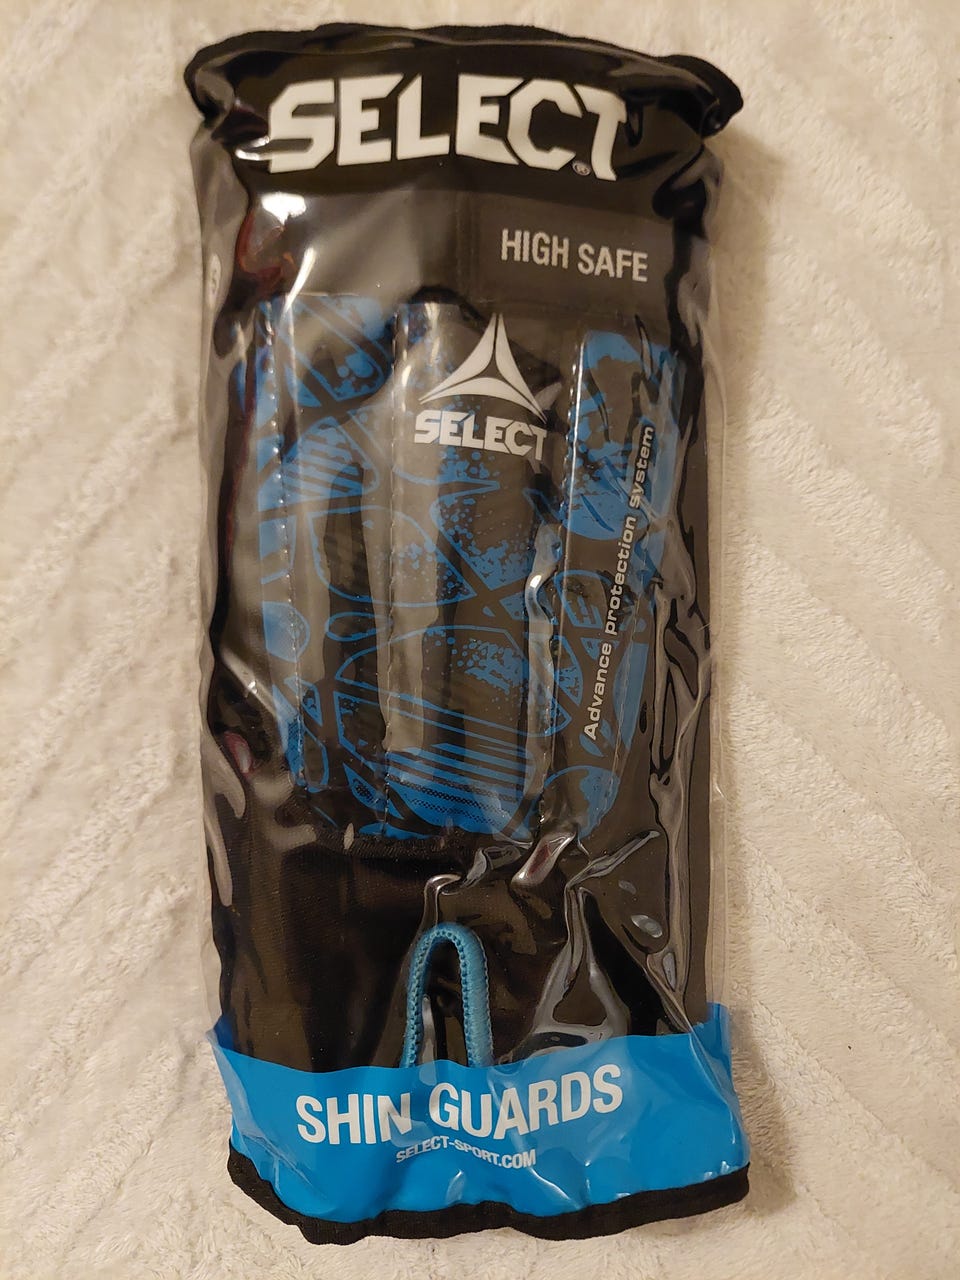 SELECT®
HIGH SAFE
SELECT
Advance protection system
SHIN GUARDS
SELECT-SPORT.COM